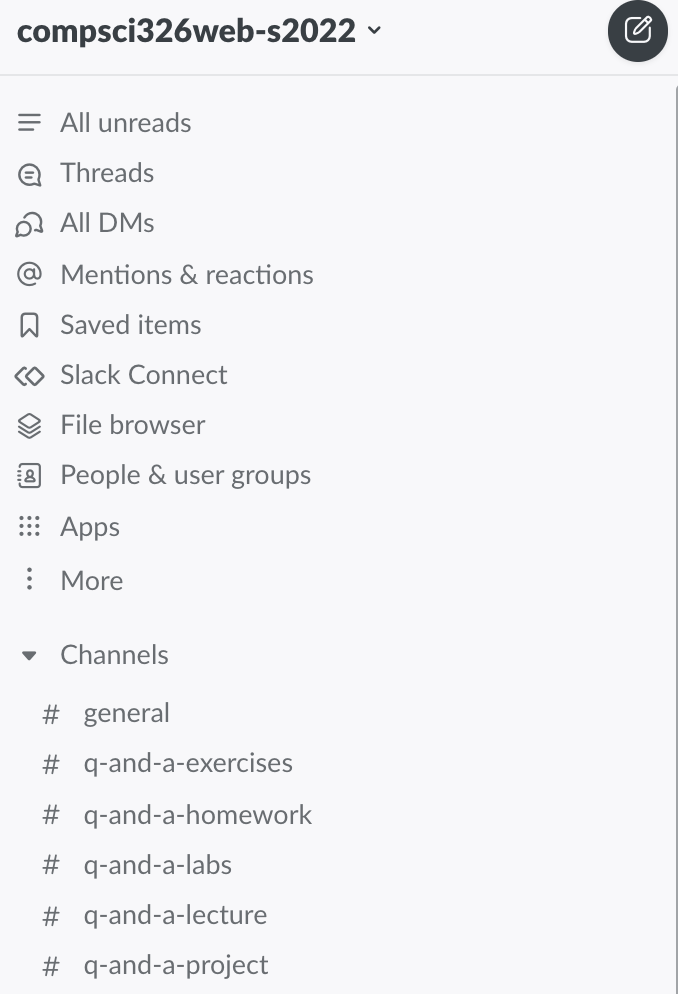 compsci326web-s2022
All unreads
Threads
All DMs
Mentions & reactions
Saved items
Slack Connect
File browser
People & user groups
Apps
More
Channels
# general
# q-and-a-exercises
# q-and-a-homework
# q-and-a-labs
# q-and-a-lecture
# q-and-a-project